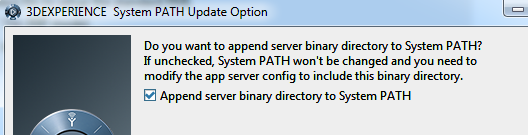 3DEXPERIENCE System PATH Update Option
Do you want to append server binary directory to System PATH?
If unchecked, System PATH won't be changed and you need to
modify the app server config to include this binary directory.
Append server binary directory to System PATH